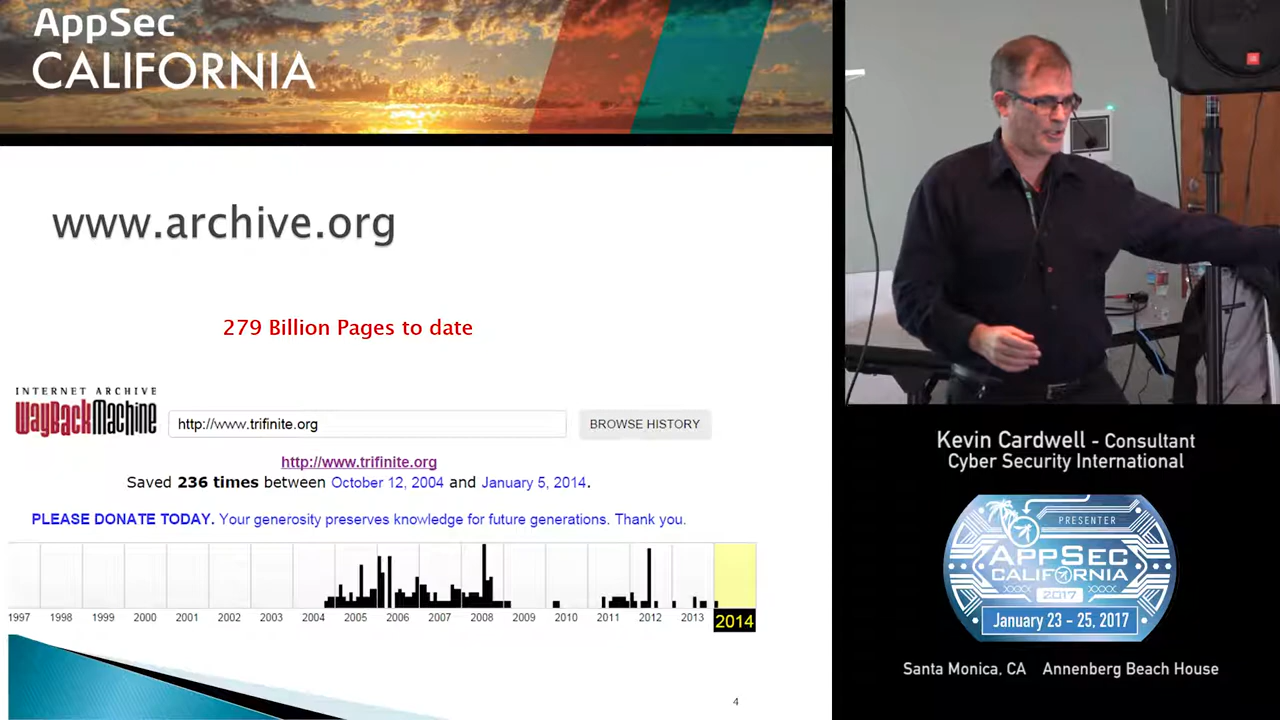 AppSec
CALIFORNIA
www.archive.org
279 Billion Pages to date
INTERNET ARCHIVE
WayBackMachine
http://www.trifinite.org
BROWSE HISTORY
http://www.trifinite.org
Saved 236 times between October 12, 2004 and January 5, 2014.
PLEASE DONATE TODAY. Your generosity preserves knowledge for future generations. Thank you.
1997 1998 1999 2000 2001 2002 2003 2004 2005 2006 2007 2008 2009 2010 2011 2012 2013 2014
4
Kevin Cardwell - Consultant
Cyber Security International
PRESENTER
APPSEC
CALIFORNIA
XXXX 2017 XXXX
January 23 - 25, 2017
Santa Monica, CA Annenberg Beach House